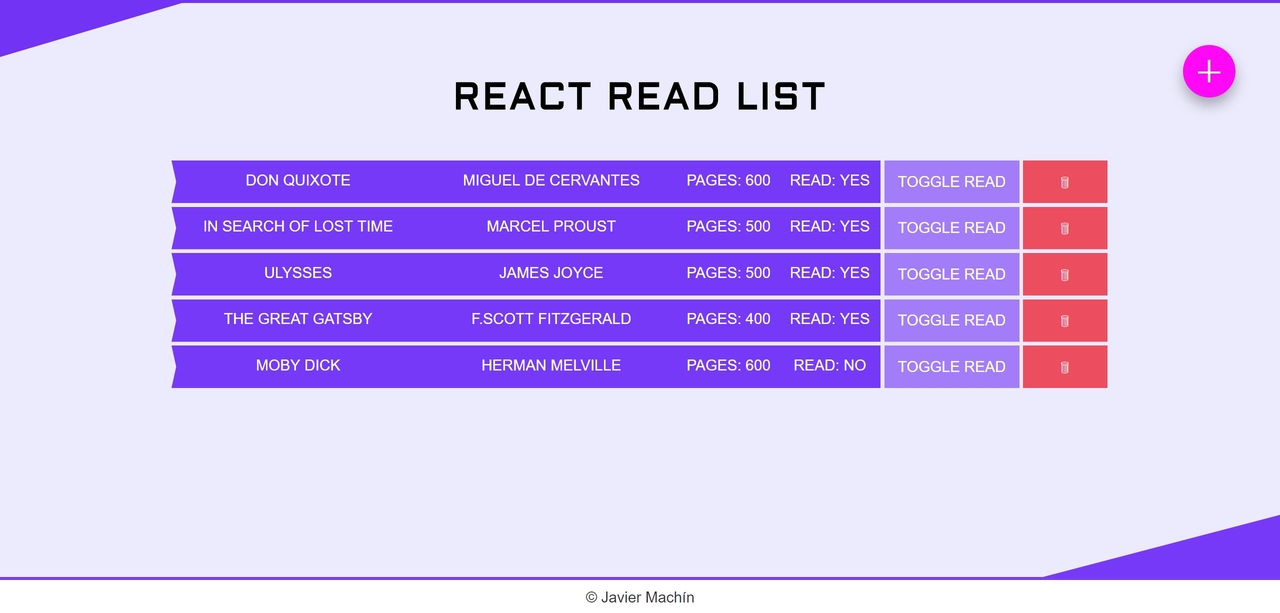 REACT READ LIST
DON QUIXOTE MIGUEL DE CERVANTES PAGES: 600 READ: YES TOGGLE READ
IN SEARCH OF LOST TIME MARCEL PROUST PAGES: 500 READ: YES TOGGLE READ
ULYSSES JAMES JOYCE PAGES: 500 READ: YES TOGGLE READ
THE GREAT GATSBY F.SCOTT FITZGERALD PAGES: 400 READ: YES TOGGLE READ
MOBY DICK HERMAN MELVILLE PAGES: 600 READ: NO TOGGLE READ
© Javier Machín